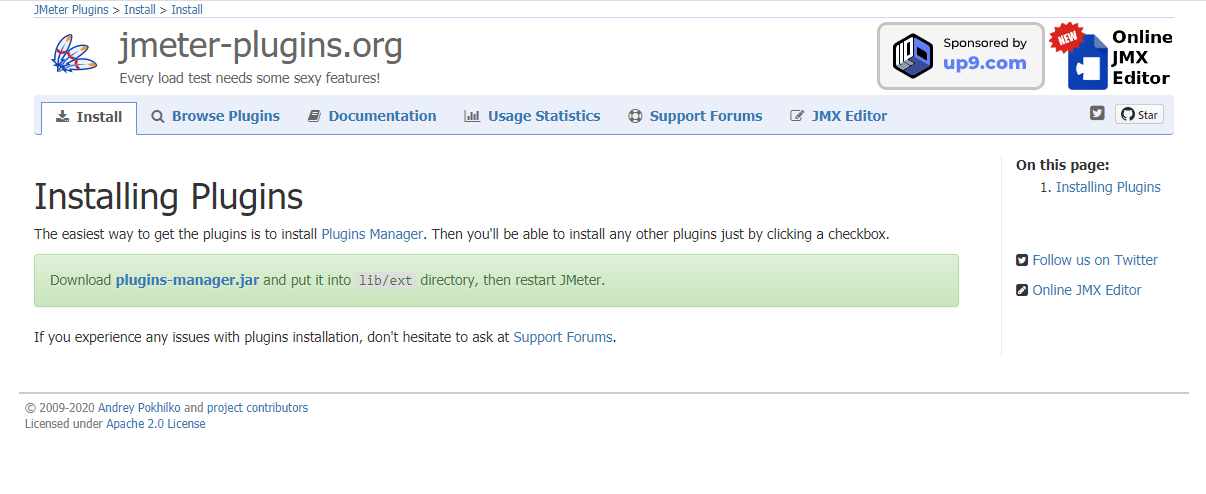 JMeter Plugins > Install > Install
jmeter-plugins.org
Every load test needs some sexy features!
Sponsored by
up9.com
NEW
Online
JMX
Editor
Install Browse Plugins Documentation Usage Statistics Support Forums JMX Editor Star
Installing Plugins
The easiest way to get the plugins is to install Plugins Manager. Then you'll be able to install any other plugins just by clicking a checkbox.
Download plugins-manager.jar and put it into lib/ext directory, then restart JMeter.
If you experience any issues with plugins installation, don't hesitate to ask at Support Forums.
On this page:
1. Installing Plugins
Follow us on Twitter
Online JMX Editor
© 2009-2020 Andrey Pokhilko and project contributors
Licensed under Apache 2.0 License